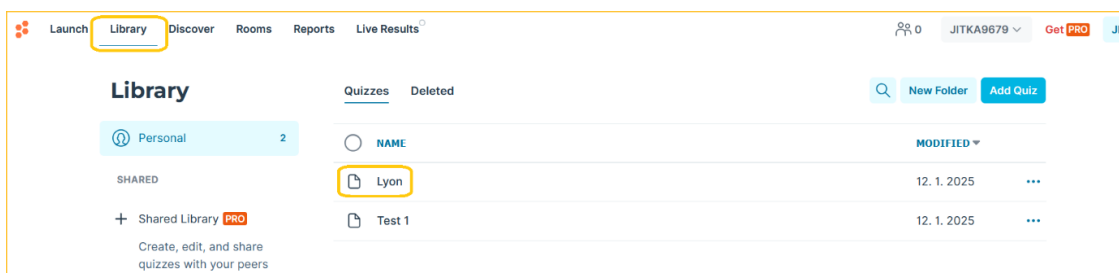 Launch Library Discover Rooms Reports Live Results 0 JITKA9679 Get PRO
Library
Quizzes Deleted New Folder Add Quiz
Personal 2
NAME MODIFIED
SHARED
Lyon 12. 1. 2025
+ Shared Library PRO
Test 1 12. 1. 2025
Create, edit, and share
quizzes with your peers